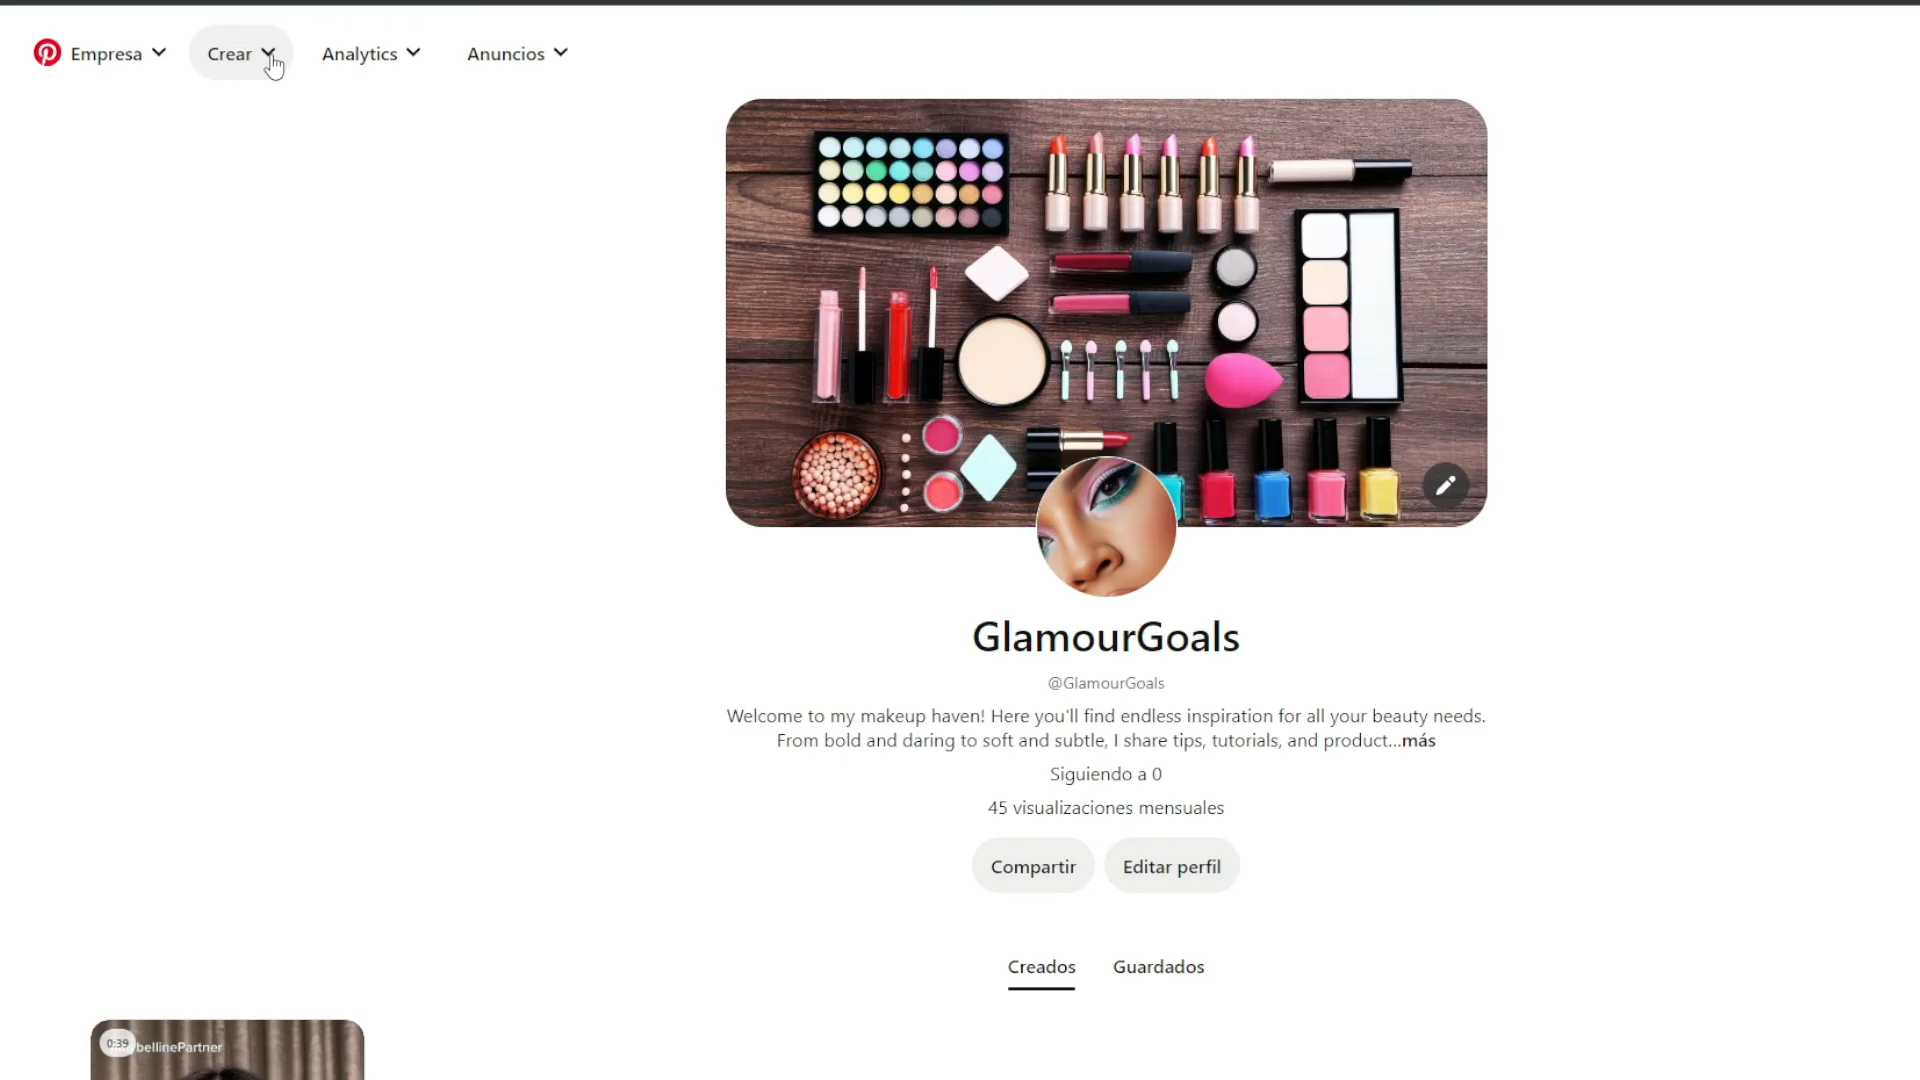 Empresa
Crear
Analytics
Anuncios
GlamourGoals
@GlamourGoals
Welcome to my makeup haven! Here you'll find endless inspiration for all your beauty needs.
From bold and daring to soft and subtle, I share tips, tutorials, and product...más
Siguiendo a 0
45 visualizaciones mensuales
Compartir
Editar perfil
Creados
Guardados
0:39
bellinePartner